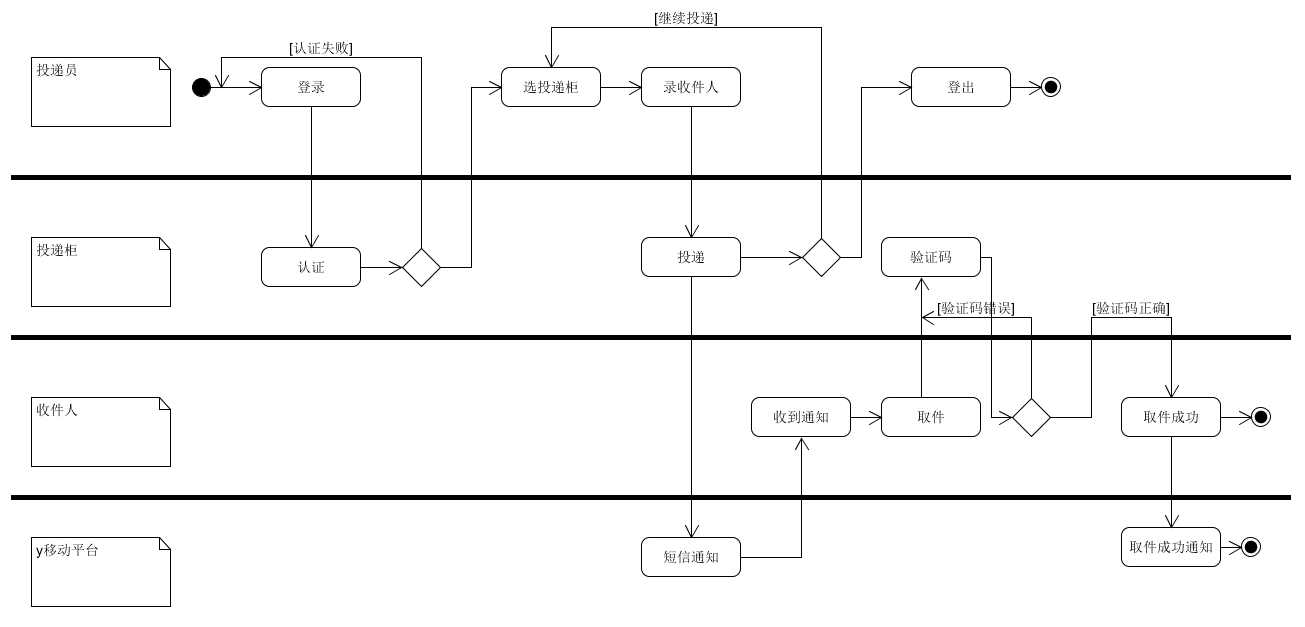 [继续投递]
[认证失败]
投递员
登录
选投递柜
录收件人
登出
投递柜
认证
投递
验证码
[验证码错误]
[验证码正确]
收件人
收到通知
取件
取件成功
y移动平台
短信通知
取件成功通知